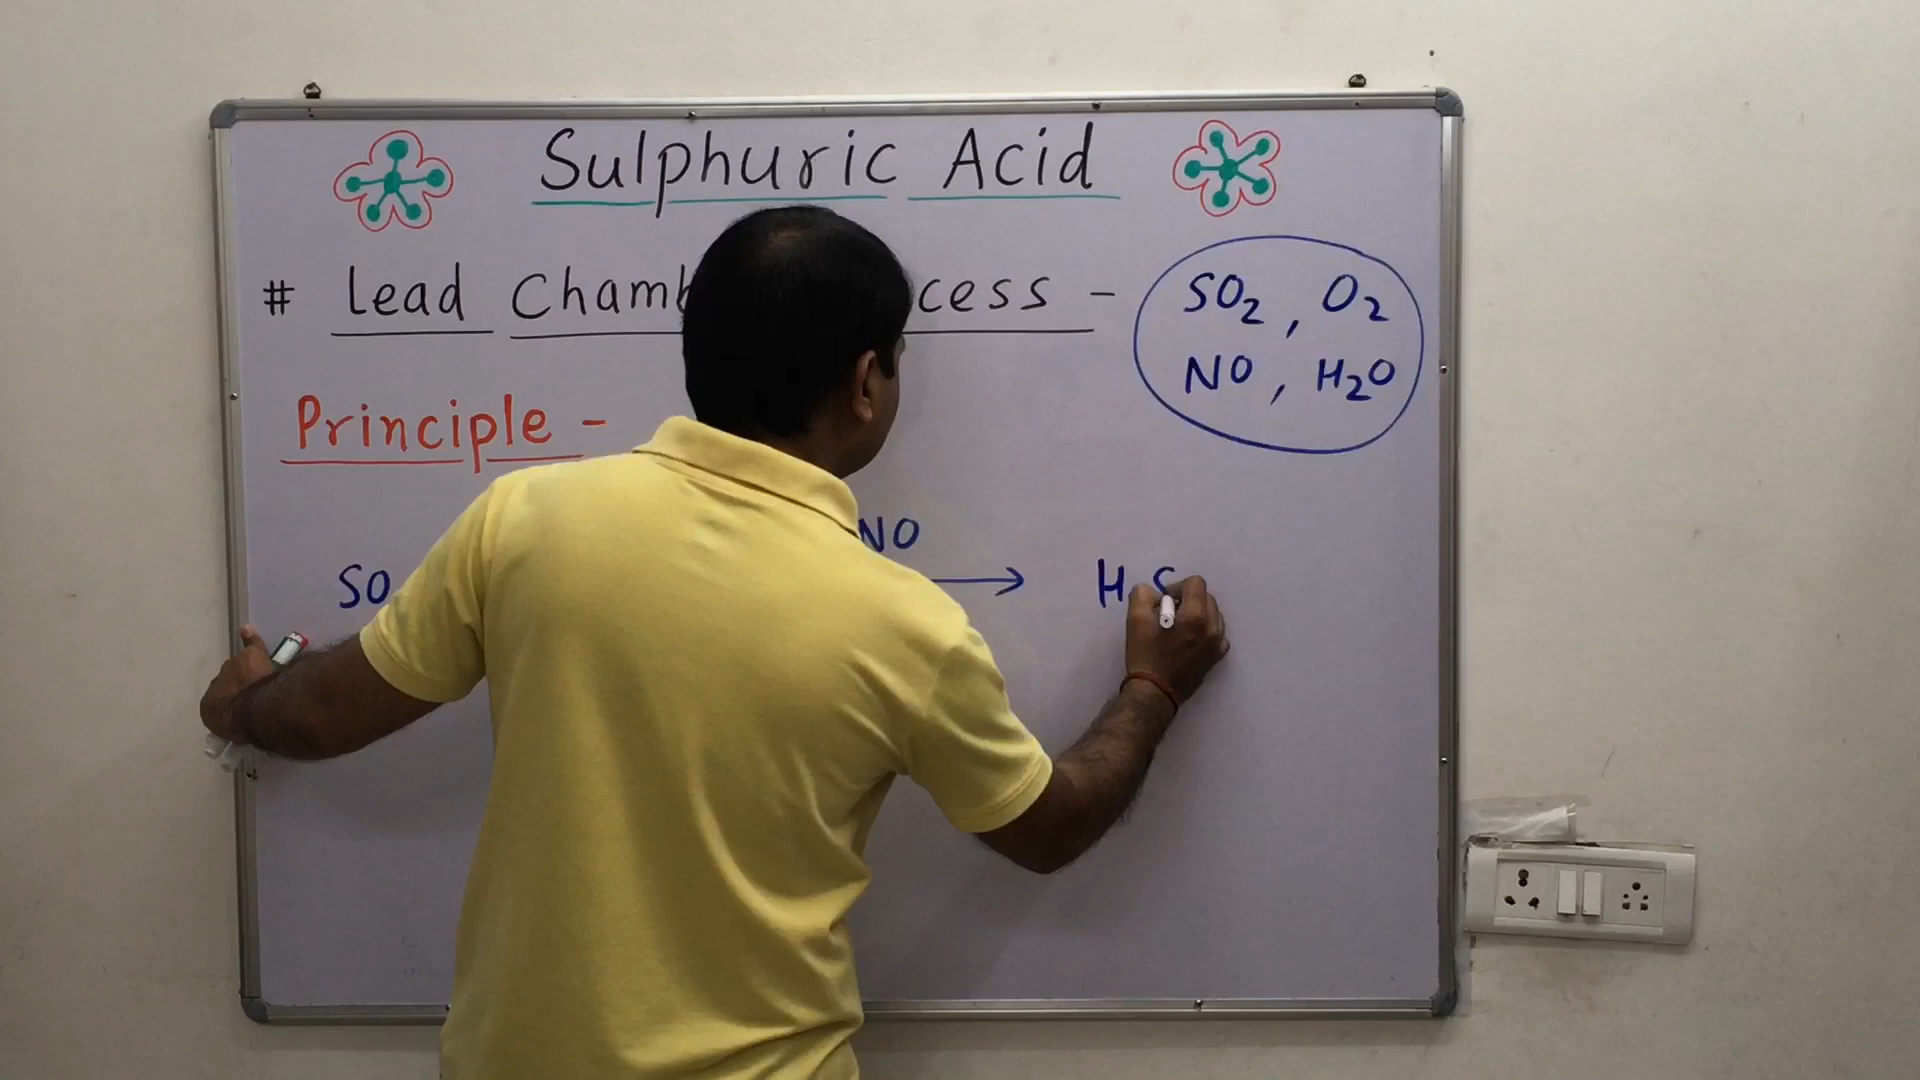 Sulphuric Acid
# Lead Chamb cess -
SO2 , O2
NO , H2O
Principle -
NO
SO → H S